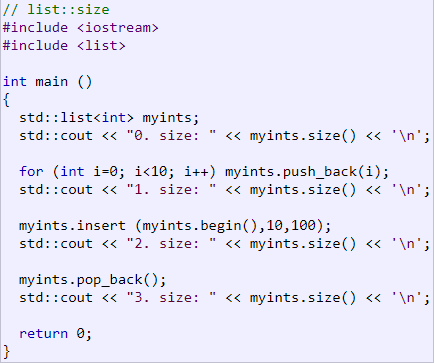 // list::size
#include <iostream>
#include <list>

int main ()
{
  std::list<int> myints;
  std::cout << "0. size: " << myints.size() << '\n';

  for (int i=0; i<10; i++) myints.push_back(i);
  std::cout << "1. size: " << myints.size() << '\n';

  myints.insert (myints.begin(),10,100);
  std::cout << "2. size: " << myints.size() << '\n';

  myints.pop_back();
  std::cout << "3. size: " << myints.size() << '\n';

  return 0;
}